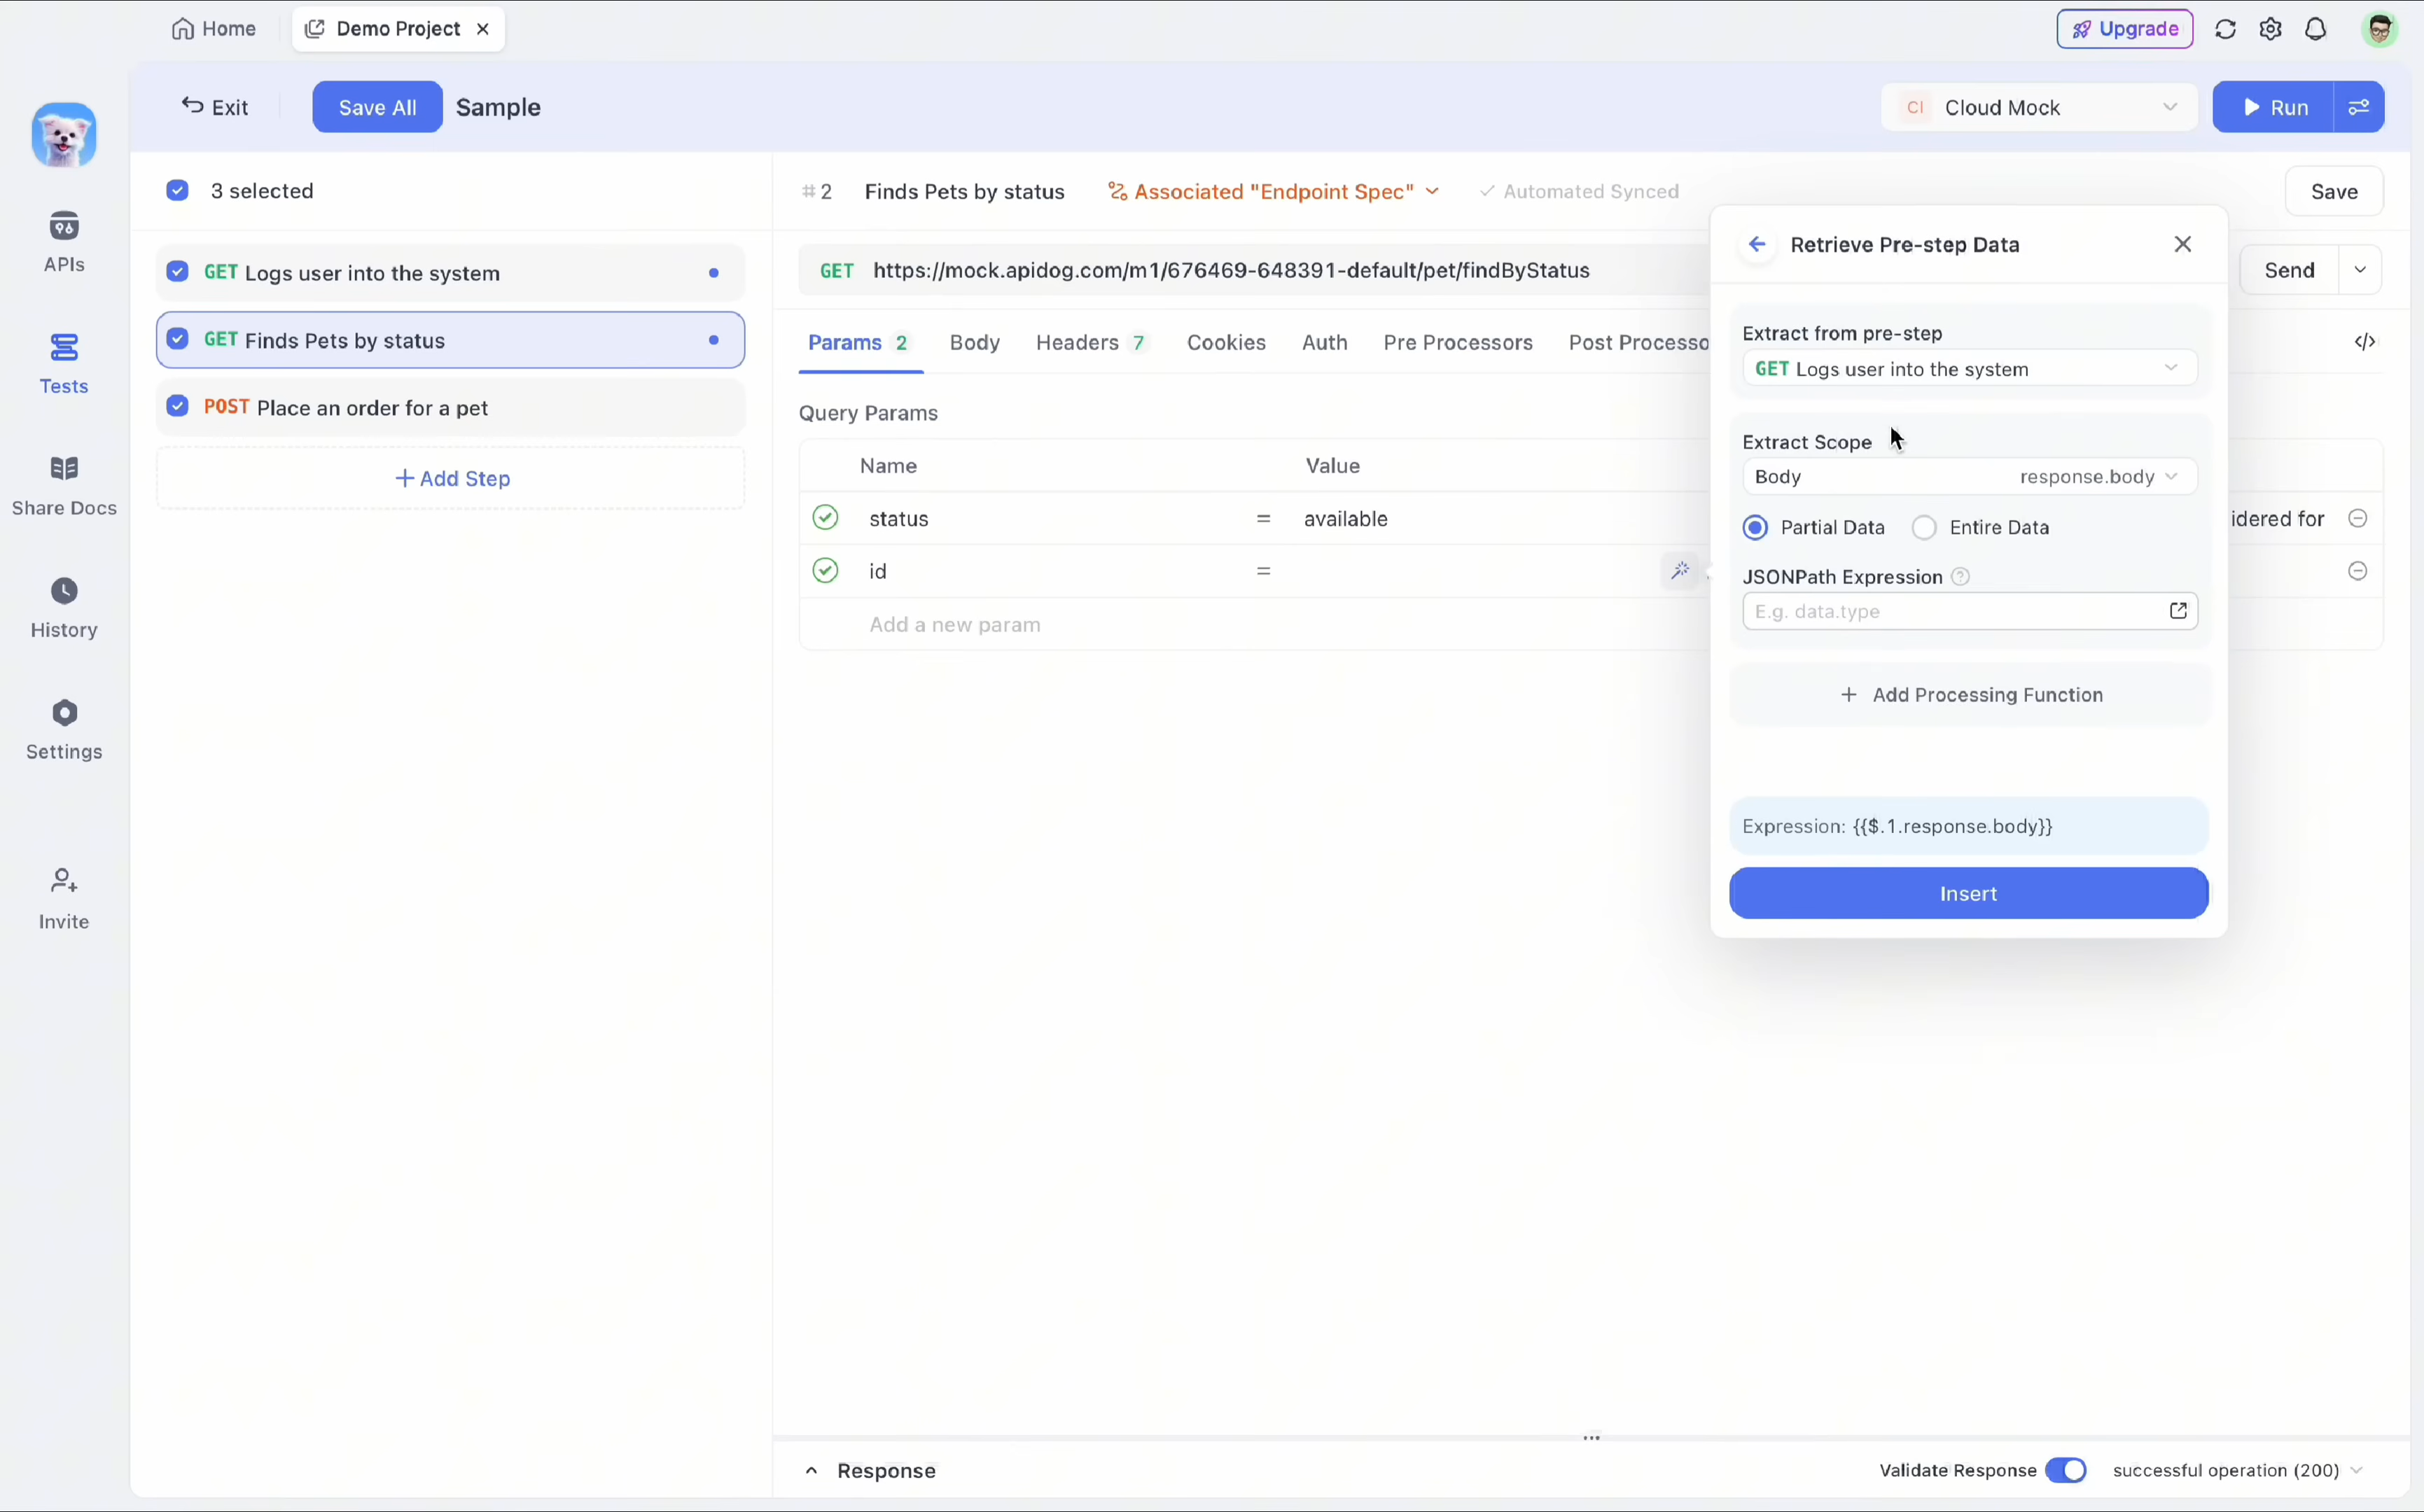 Home
Demo Project
Upgrade
Exit
Save All
Sample
CI Cloud Mock
Run
APIs
Tests
Share Docs
History
Settings
Invite
3 selected
GET Logs user into the system
GET Finds Pets by status
POST Place an order for a pet
+ Add Step
#2 Finds Pets by status
Associated "Endpoint Spec"
Automated Synced
Save
GET https://mock.apidog.com/m1/676469-648391-default/pet/findByStatus
Send
Params 2
Body
Headers 7
Cookies
Auth
Pre Processors
Post Processo
</>
Query Params
Name Value
status = available
idered for
id =
Add a new param
Retrieve Pre-step Data
Extract from pre-step
GET Logs user into the system
Extract Scope
Body response.body
Partial Data Entire Data
JSONPath Expression ?
E.g. data.type
+ Add Processing Function
Expression: {{$.1.response.body}}
Insert
Response
Validate Response
successful operation (200)